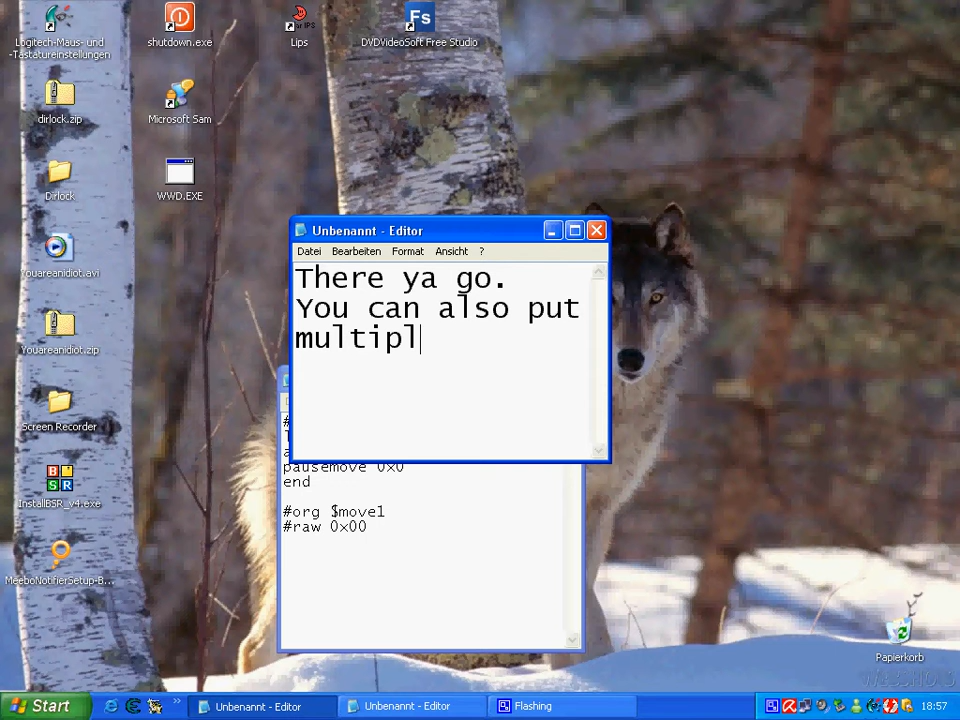 Logitech-Maus- und
-Tastatureinstellungen
shutdown.exe
Lips
DVDVideoSoft Free Studio
dirlock.zip
Microsoft Sam
Dirlock
WWD.EXE
Youareanidiot.avi
Youareanidiot.zip
Screen Recorder
InstallBSR_v4.exe
MeeboNotifierSetup-B...
Unbenannt - Editor
Datei Bearbeiten Format Ansicht ?
There ya go.
You can also put
multipl
pausemove 0x0
end
#org $move1
#raw 0x00
Papierkorb
Start
Unbenannt - Editor
Unbenannt - Editor
Flashing
18:57